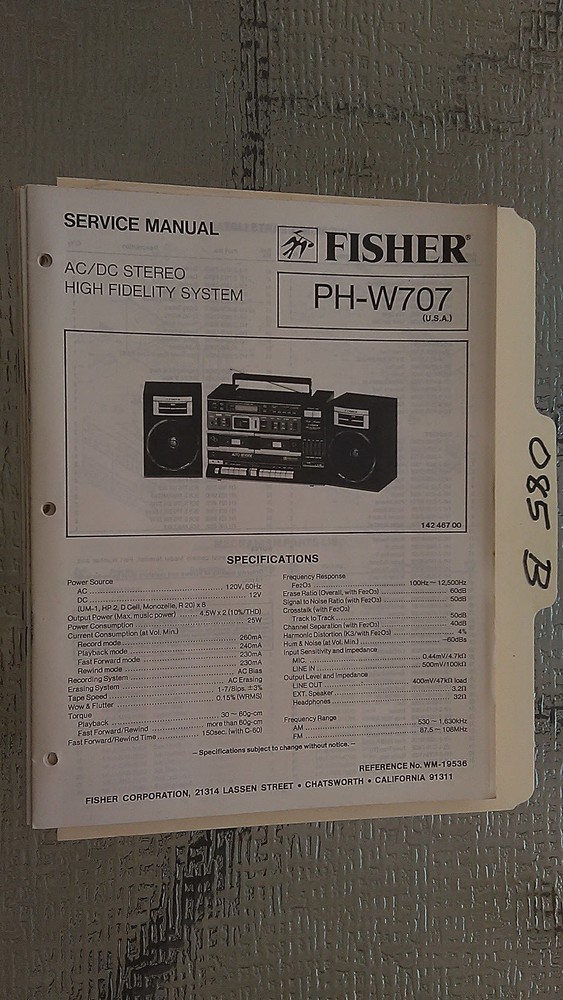 SERVICE MANUAL
FISHER®
AC/DC STEREO
HIGH FIDELITY SYSTEM
PH-W707
(U.S.A.)
142 467 00
SPECIFICATIONS
Power Source
AC 120V, 60Hz
DC 12V
(UM-1, HP 2, D Cell, Monozelle, R 20) x 8
Output Power (Max. music power) 4.5W x 2 (10%/THD)
Power Consumption 25W
Current Consumption (at Vol. Min.)
Record mode 260mA
Playback mode 240mA
Fast Forward mode 230mA
Rewind mode 230mA
Recording System AC Bias
Erasing System AC Erasing
Tape Speed 1-7/8ips. ±3%
Wow & Flutter 0.15% (WRMS)
Torque
Playback 30 ~ 60g-cm
Fast Forward/Rewind more than 80g-cm
Fast Forward/Rewind Time 150sec. (with C-60)
Frequency Response
Fe2O3 100Hz ~ 12,500Hz
Erase Ratio (Overall, with Fe2O3) 60dB
Signal to Noise Ratio (with Fe2O3) 50dB
Crosstalk (with Fe2O3)
Track to Track 50dB
Channel Separation (with Fe2O3) 40dB
Harmonic Distortion (K3/with Fe2O3) 4%
Hum & Noise (at Vol. Min.) -60dBs
Input Sensitivity and Impedance
MIC. 0.44mV/4.7kΩ
LINE IN 500mV/100kΩ
Output Level and Impedance
LINE OUT 400mV/47kΩ load
EXT. Speaker 3.2Ω
Headphones 32Ω
Frequency Range
AM 530 ~ 1,630kHz
FM 87.5 ~ 108MHz
— Specifications subject to change without notice. —
REFERENCE No. WM-19536
FISHER CORPORATION, 21314 LASSEN STREET • CHATSWORTH • CALIFORNIA 91311
085 B